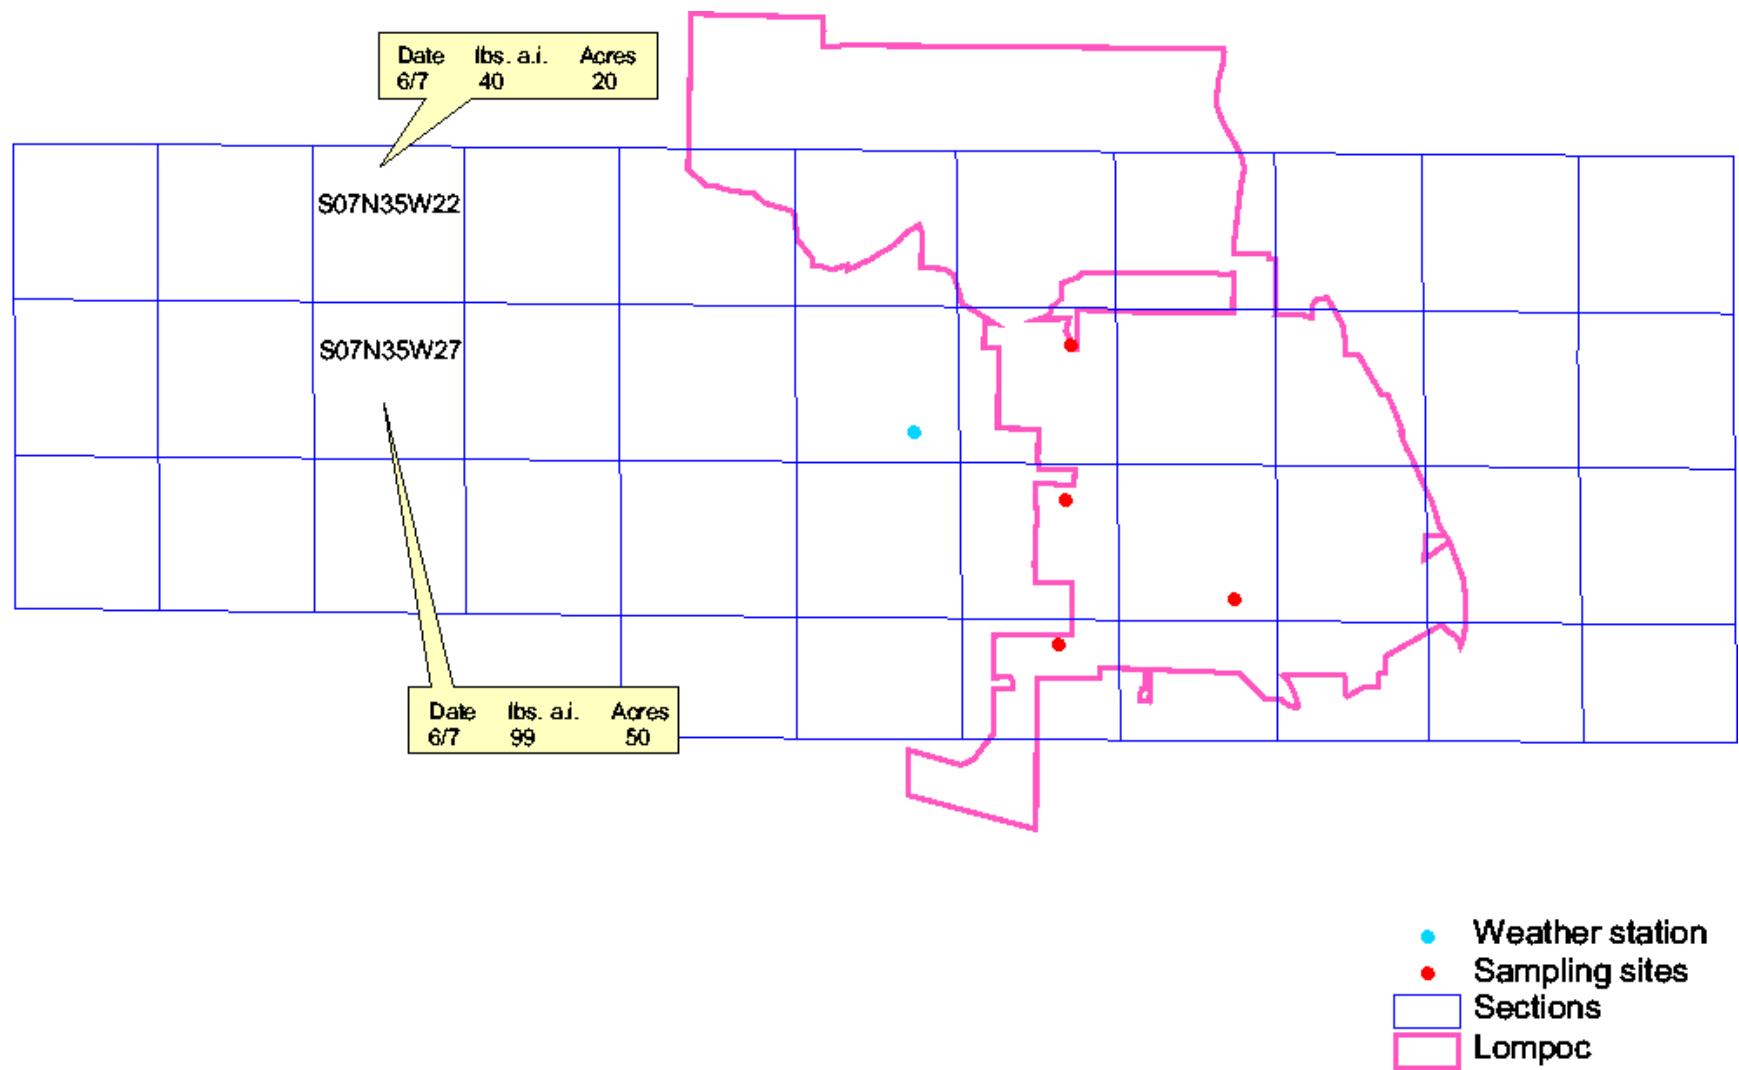 Date lbs. a.i. Acres
6/7 40 20
S07N35W22
S07N35W27
Date lbs. a.i. Acres
6/7 99 50
Weather station
Sampling sites
Sections
Lompoc